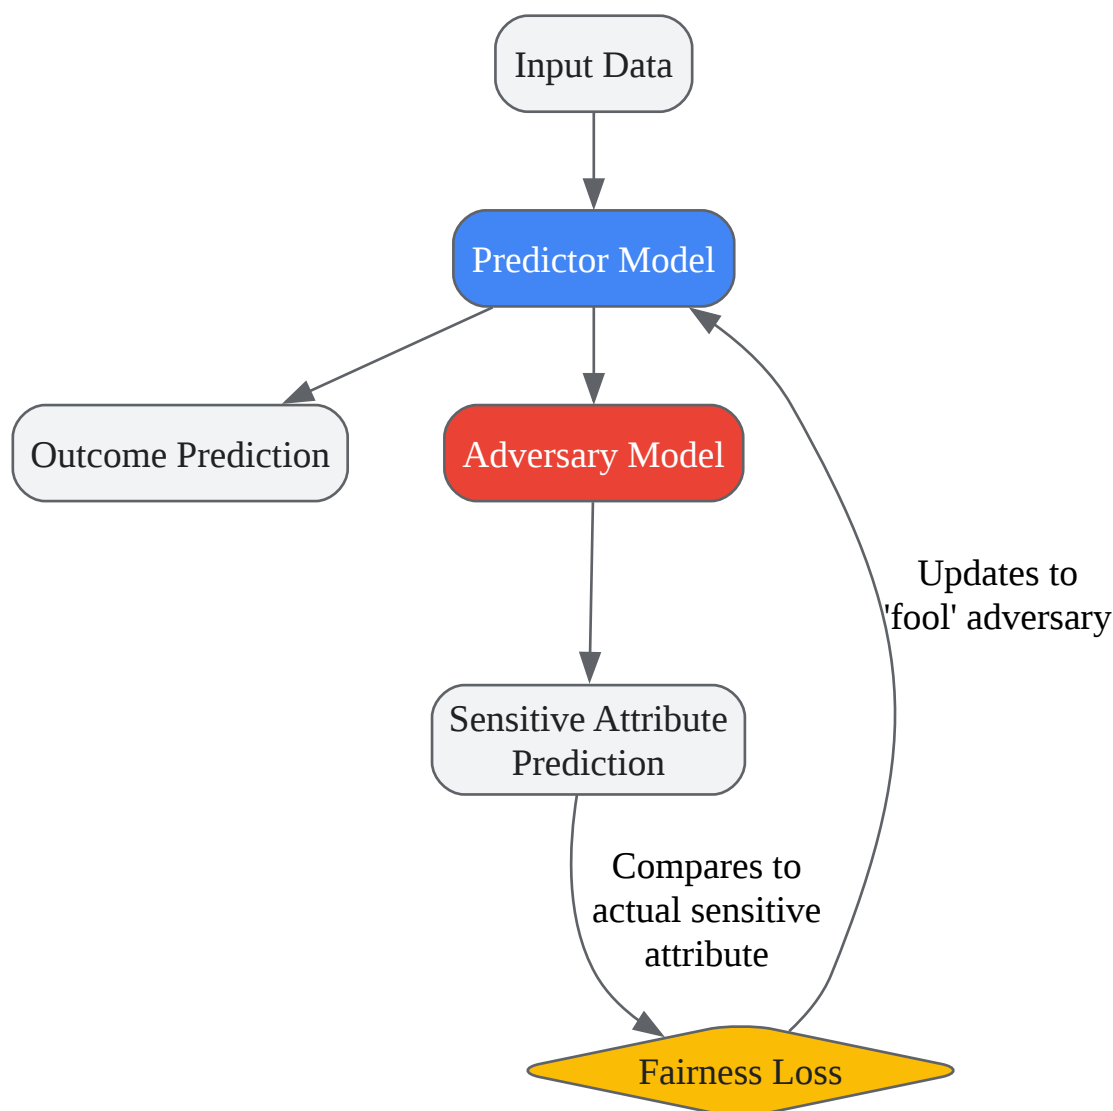 Input Data
Predictor Model
Outcome Prediction
Adversary Model
Updates to
'fool' adversary
Sensitive Attribute
Prediction
Compares to
actual sensitive
attribute
Fairness Loss